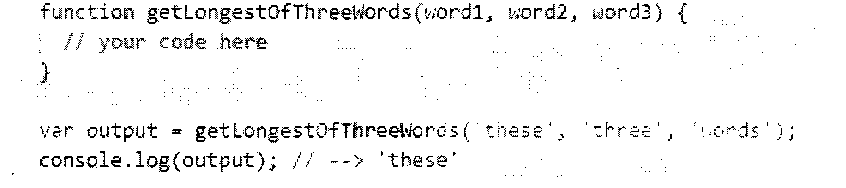 function getLongestOfThreeWords(word1, word2, word3) {
  // your code here
}
var output = getLongestOfThreeWords('these', 'three', 'words');
console.log(output); // --> 'these'